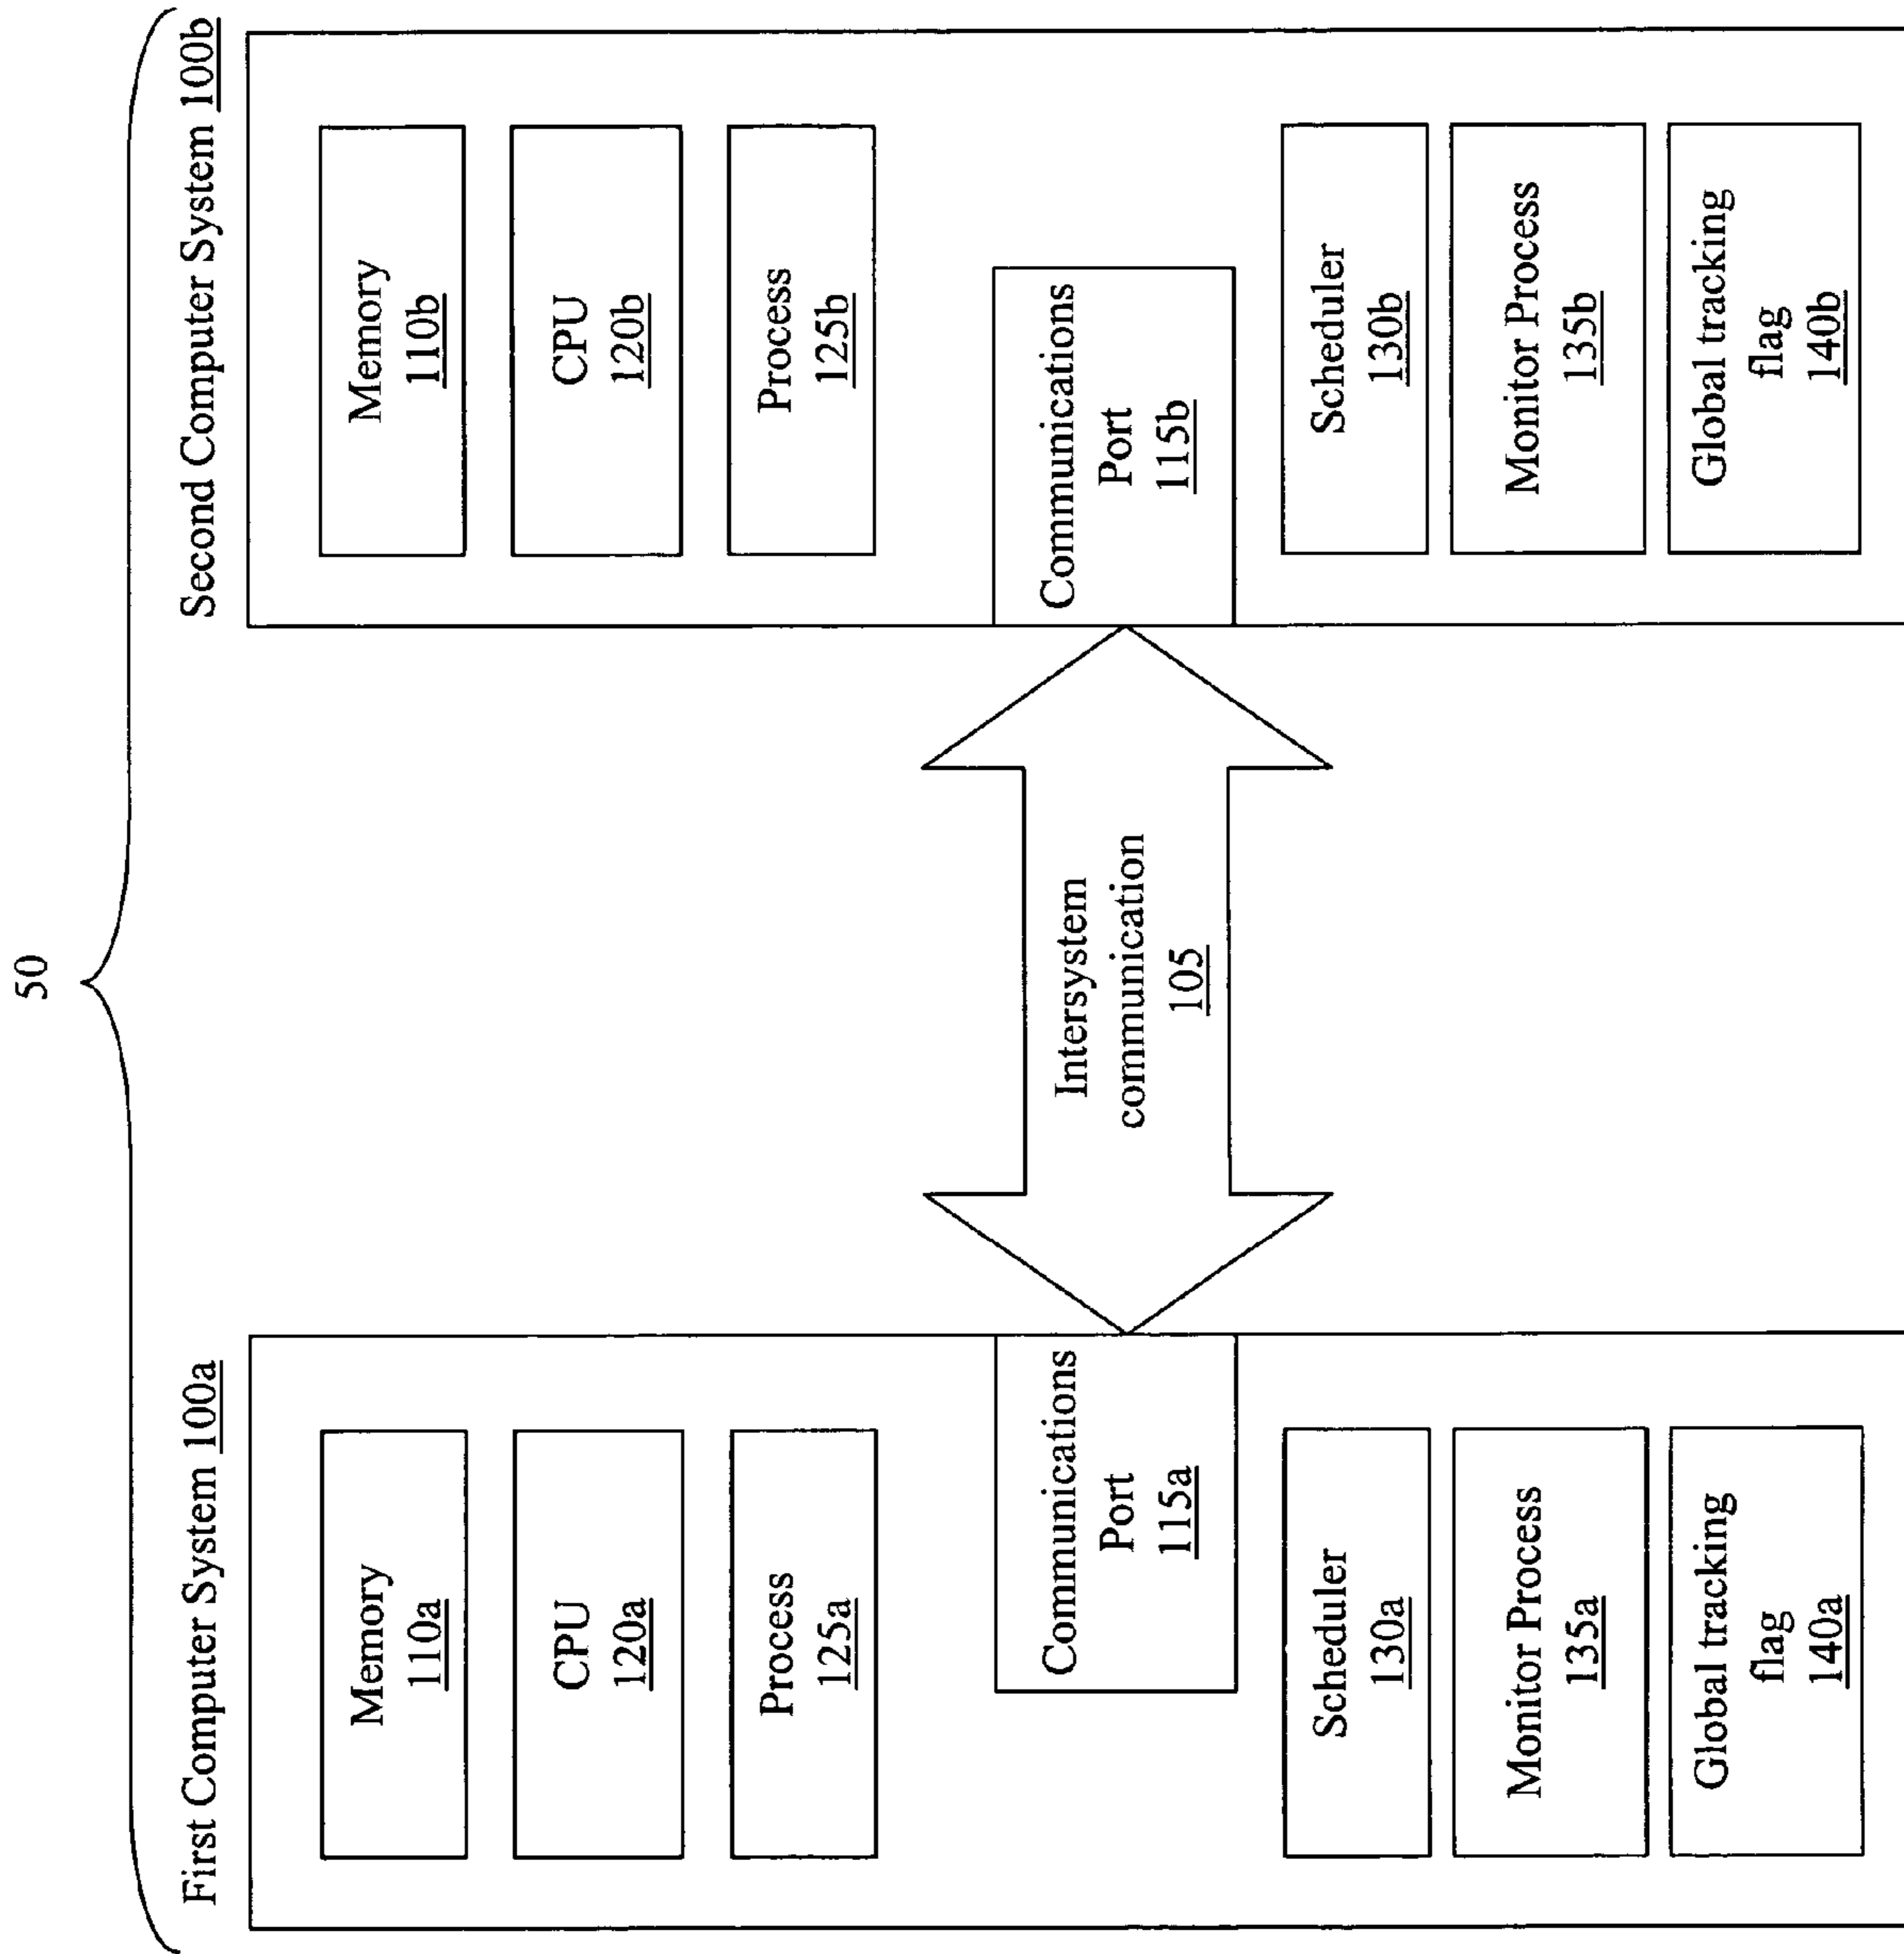 50
First Computer System 100a
Memory
110a
CPU
120a
Process
125a
Communications
Port
115a
Scheduler
130a
Monitor Process
135a
Global tracking
flag
140a
Intersystem
communication
105
Second Computer System 100b
Memory
110b
CPU
120b
Process
125b
Communications
Port
115b
Scheduler
130b
Monitor Process
135b
Global tracking
flag
140b